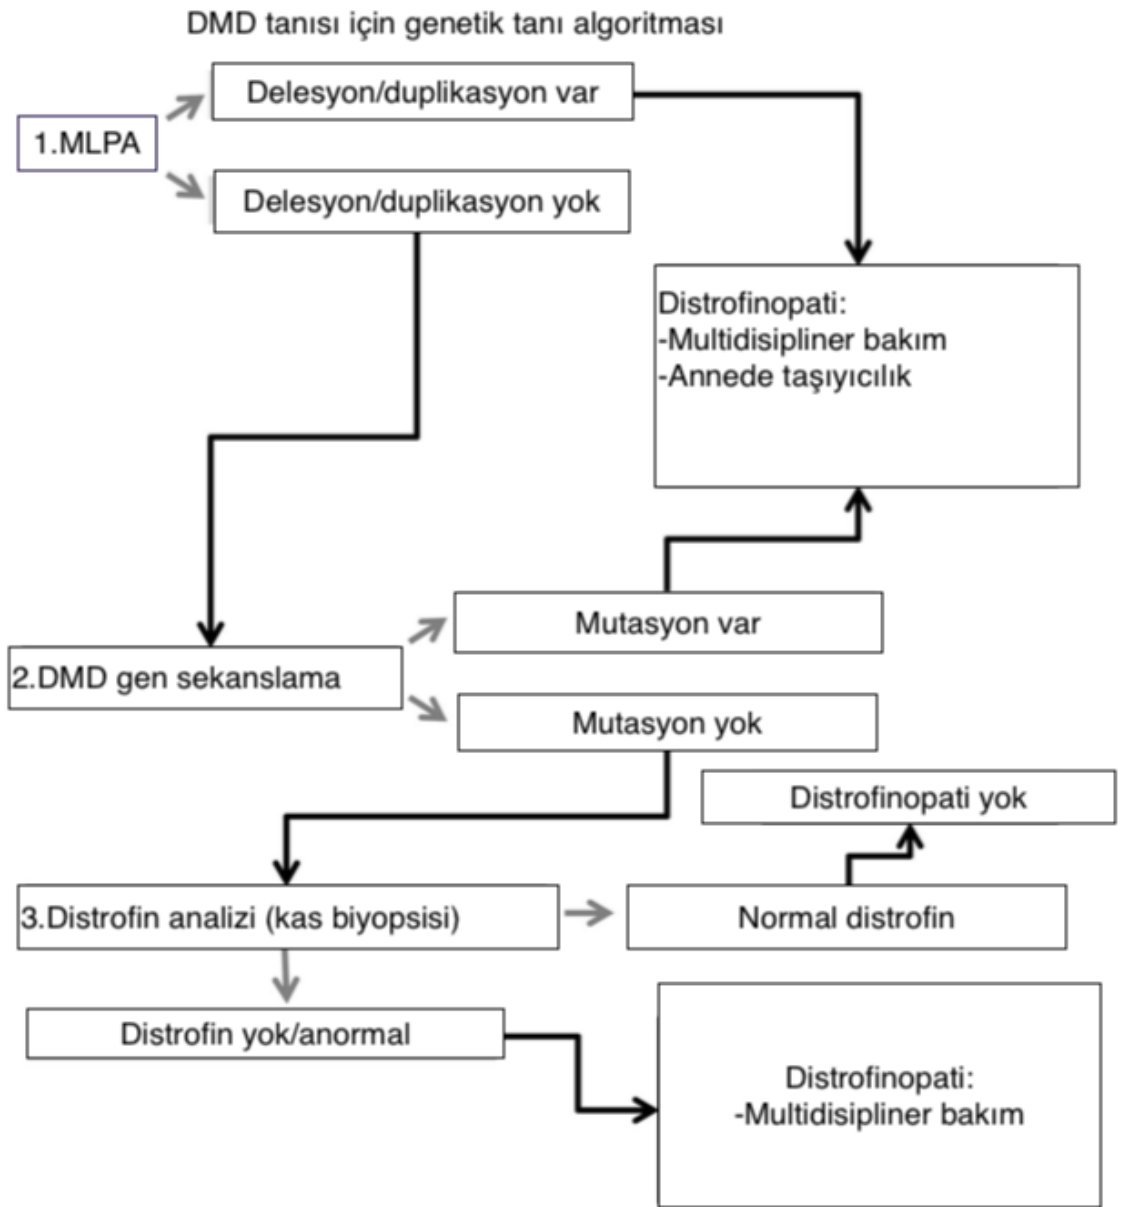 DMD tanısı için genetik tanı algoritması
Delesyon/duplikasyon var
1.MLPA
Delesyon/duplikasyon yok
Distrofinopati:
-Multidisipliner bakım
-Annede taşıyıcılık
Mutasyon var
2.DMD gen sekanslama
Mutasyon yok
Distrofinopati yok
3.Distrofin analizi (kas biyopsisi)
Normal distrofin
Distrofin yok/anormal
Distrofinopati:
-Multidisipliner bakım